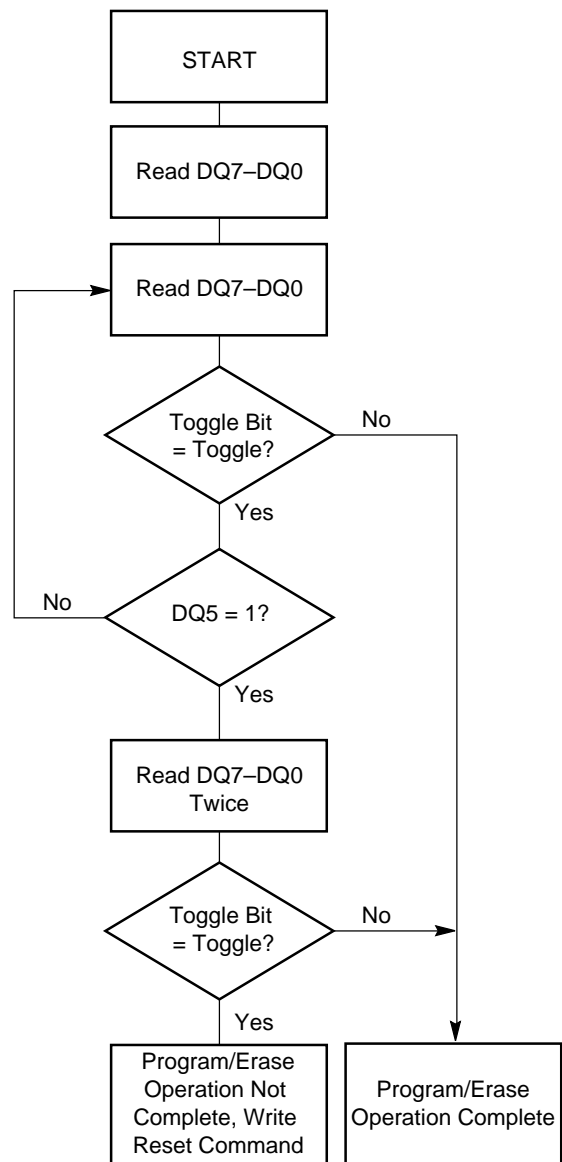 START
Read DQ7–DQ0
Read DQ7–DQ0
Toggle Bit
= Toggle?
No
Yes
No
DQ5 = 1?
Yes
Read DQ7–DQ0
Twice
Toggle Bit
= Toggle?
No
Yes
Program/Erase
Operation Not
Complete, Write
Reset Command
Program/Erase
Operation Complete